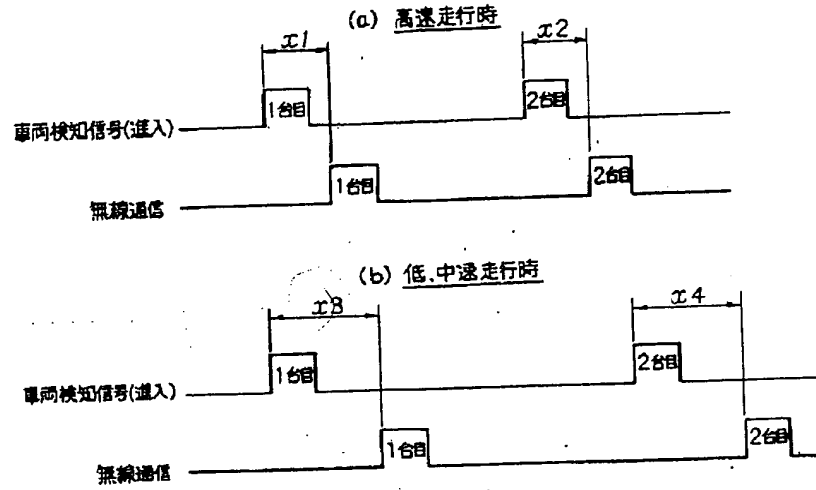 (a) 高速走行時
x1
x2
1台目
2台目
車両検知信号(進入)
1台目
2台目
無線通信
(b) 低、中速走行時
x3
x4
1台目
2台目
車両検知信号(進入)
1台目
2台目
無線通信